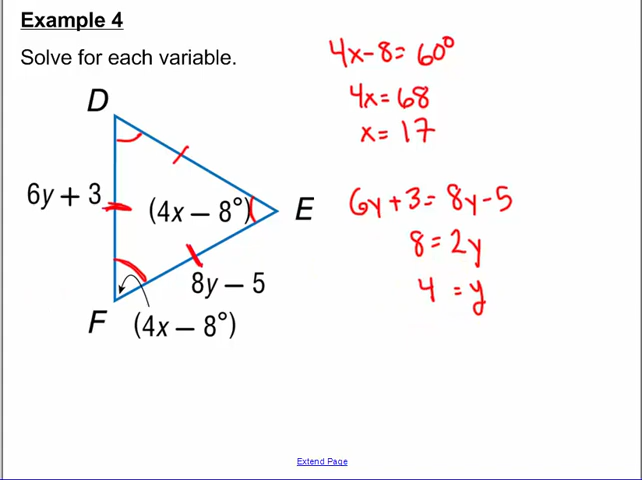 Example 4
Solve for each variable.
4x-8=60°
4x=68
x=17
D
6y + 3
(4x – 8°)
E
6y+3=8y-5
8=2y
4=y
8y – 5
F
(4x – 8°)
Extend Page